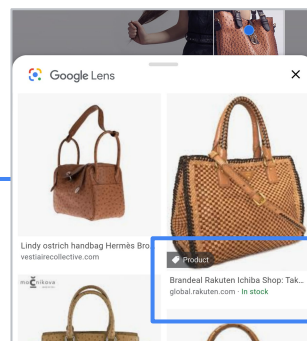 Google Lens
Lindy ostrich handbag Hermès Bro...
vestiairecollective.com
Product
Brandeal Rakuten Ichiba Shop: Tak...
global.rakuten.com · In stock